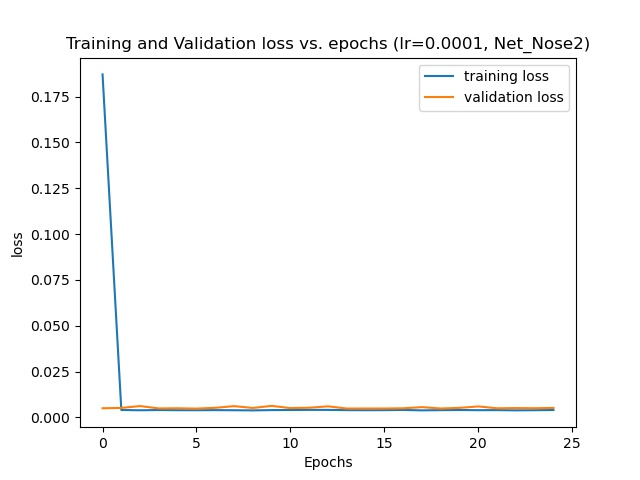 Training and Validation loss vs. epochs (lr=0.0001, Net_Nose2)
training loss
validation loss
0.175
0.150
0.125
0.100
0.075
0.050
0.025
0.000
loss
0 5 10 15 20 25
Epochs